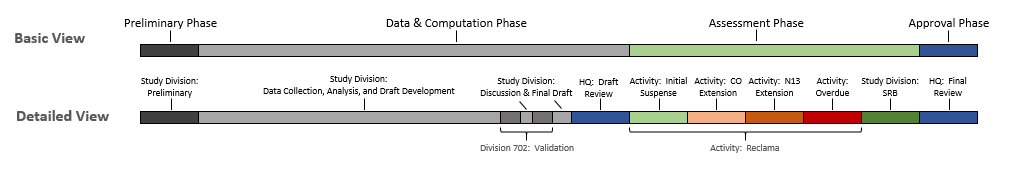 Preliminary Phase
Data & Computation Phase
Assessment Phase
Approval Phase
Basic View
Study Division:
Preliminary
Study Division:
Data Collection, Analysis, and Draft Development
Study Division:
Discussion & Final Draft
HQ: Draft
Review
Activity: Initial
Suspense
Activity: CO
Extension
Activity: N13
Extension
Activity:
Overdue
Study Division:
SRB
HQ: Final
Review
Detailed View
Division 702: Validation
Activity: Reclama